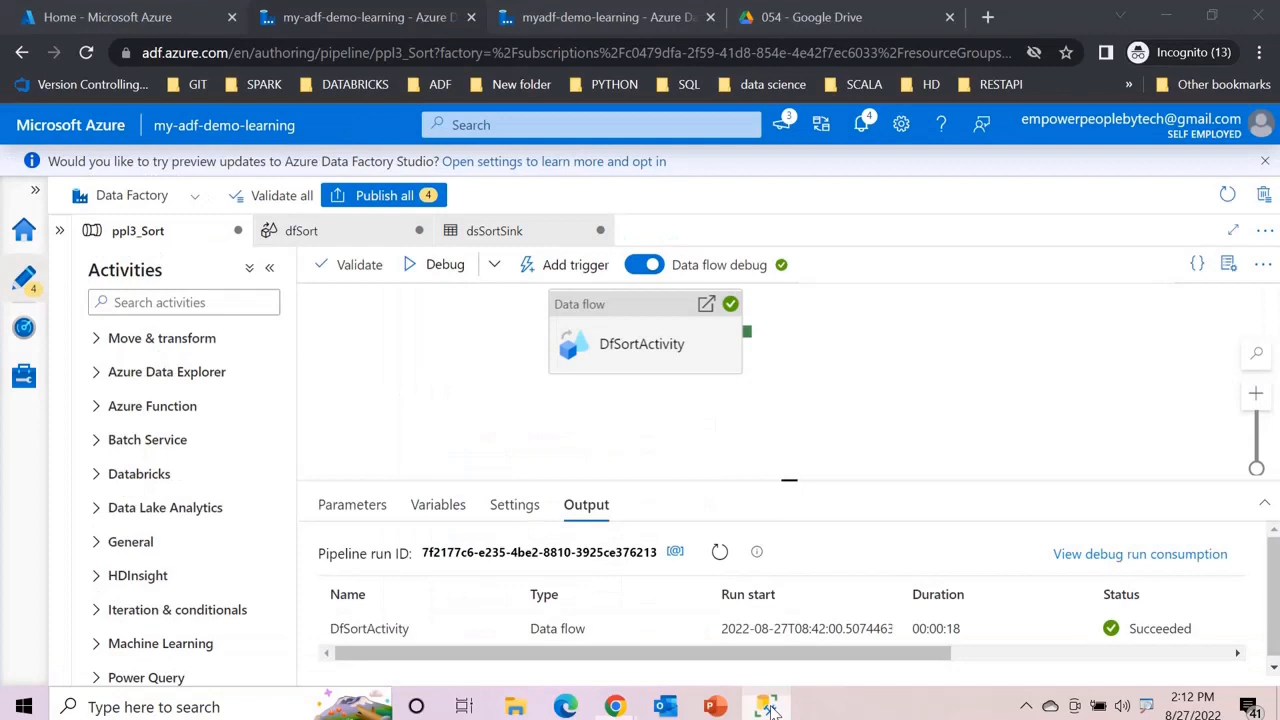 Home - Microsoft Azure
my-adf-demo-learning - Azure D
myadf-demo-learning - Azure Da
054 - Google Drive
adf.azure.com/en/authoring/pipeline/ppl3_Sort?factory=%2Fsubscriptions%2Fc0479dfa-2f59-41d8-854e-4e42f7ec6033%2FresourceGroups...
Incognito (13)
Version Controlling...
GIT
SPARK
DATABRICKS
ADF
New folder
PYTHON
SQL
data science
SCALA
HD
RESTAPI
»
Other bookmarks
Microsoft Azure
my-adf-demo-learning
Search
3
4
empowerpeoplebytech@gmail.com
SELF EMPLOYED
Would you like to try preview updates to Azure Data Factory Studio? Open settings to learn more and opt in
Data Factory
Validate all
Publish all 4
ppl3_Sort
dfSort
dsSortSink
Activities
Search activities
Move & transform
Azure Data Explorer
Azure Function
Batch Service
Databricks
Data Lake Analytics
General
HDInsight
Iteration & conditionals
Machine Learning
Power Query
4
Validate
Debug
Add trigger
Data flow debug
Data flow
DfSortActivity
Parameters
Variables
Settings
Output
Pipeline run ID: 7f2177c6-e235-4be2-8810-3925ce376213
View debug run consumption
Name Type Run start Duration Status
DfSortActivity Data flow 2022-08-27T08:42:00.5074463 00:00:18 Succeeded
Type here to search
2:12 PM
8/27/2022
41